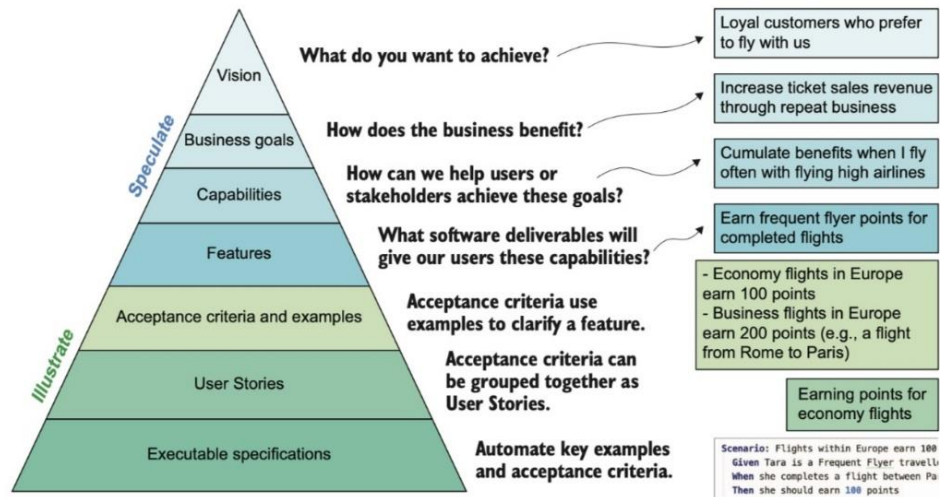 Vision
What do you want to achieve?
Loyal customers who prefer
to fly with us
Business goals
How does the business benefit?
Increase ticket sales revenue
through repeat business
Speculate
Capabilities
How can we help users or
stakeholders achieve these goals?
Cumulate benefits when I fly
often with flying high airlines
Features
What software deliverables will
give our users these capabilities?
Earn frequent flyer points for
completed flights
Acceptance criteria and examples
Acceptance criteria use
examples to clarify a feature.
- Economy flights in Europe
earn 100 points
- Business flights in Europe
earn 200 points (e.g., a flight
from Rome to Paris)
Illustrate
User Stories
Acceptance criteria can
be grouped together as
User Stories.
Earning points for
economy flights
Executable specifications
Automate key examples
and acceptance criteria.
Scenario: Flights within Europe earn 100
Given Tara is a Frequent Flyer travell
When she completes a flight between Pa
Then she should earn 100 points